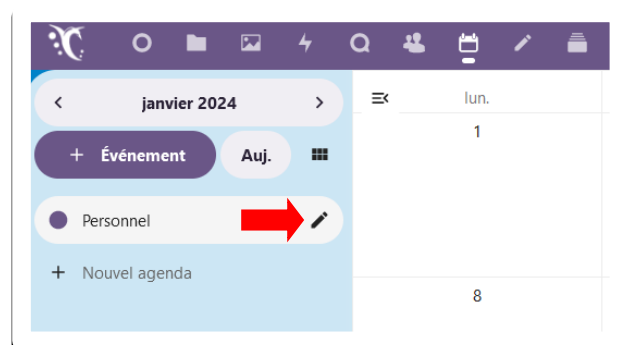 janvier 2024
lun.
1
+ Événement
Auj.
Personnel
+ Nouvel agenda
8